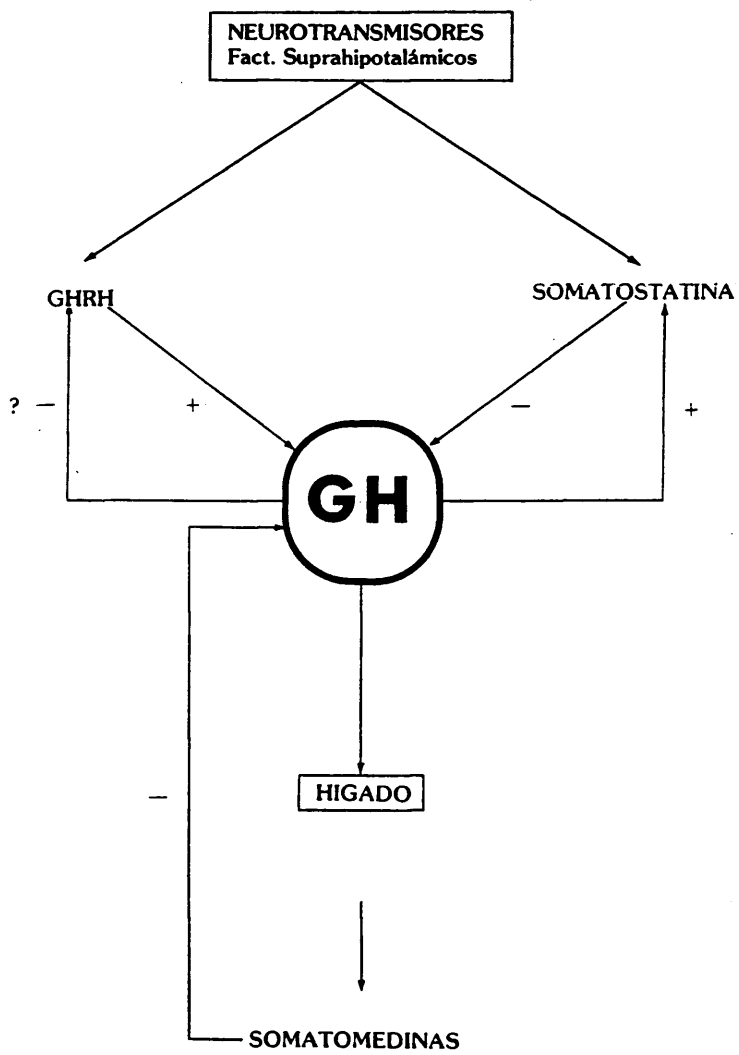 NEUROTRANSMISORES
Fact. Suprahipotalámicos
GHRH
SOMATOSTATINA
? —
+
—
+
GH
—
HIGADO
SOMATOMEDINAS